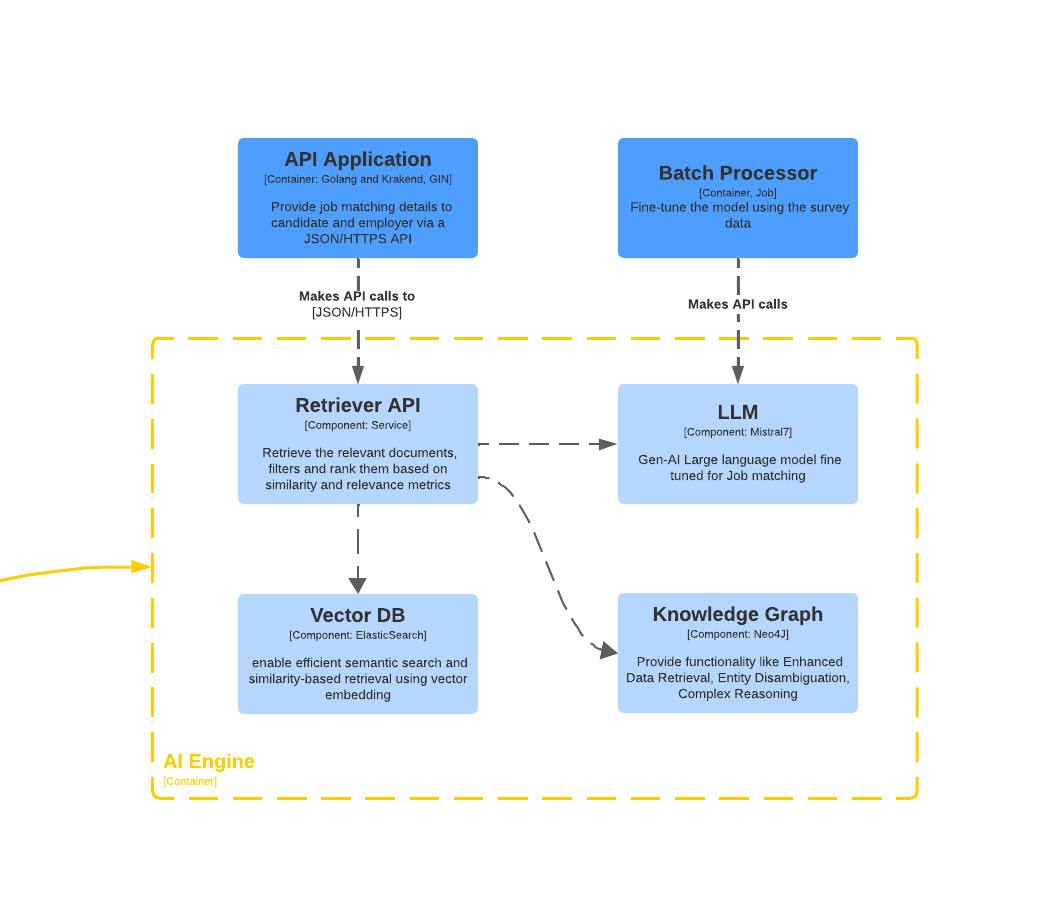 API Application
[Container: Golang and Krakend, GIN]
Provide job matching details to
candidate and employer via a
JSON/HTTPS API
Batch Processor
[Container, Job]
Fine-tune the model using the survey
data
Makes API calls to
[JSON/HTTPS]
Makes API calls
Retriever API
[Component: Service]
Retrieve the relevant documents,
filters and rank them based on
similarity and relevance metrics
LLM
[Component: Mistral7]
Gen-AI Large language model fine
tuned for Job matching
Vector DB
[Component: ElasticSearch]
enable efficient semantic search and
similarity-based retrieval using vector
embedding
Knowledge Graph
[Component: Neo4J]
Provide functionality like Enhanced
Data Retrieval, Entity Disambiguation,
Complex Reasoning
AI Engine
[Container]